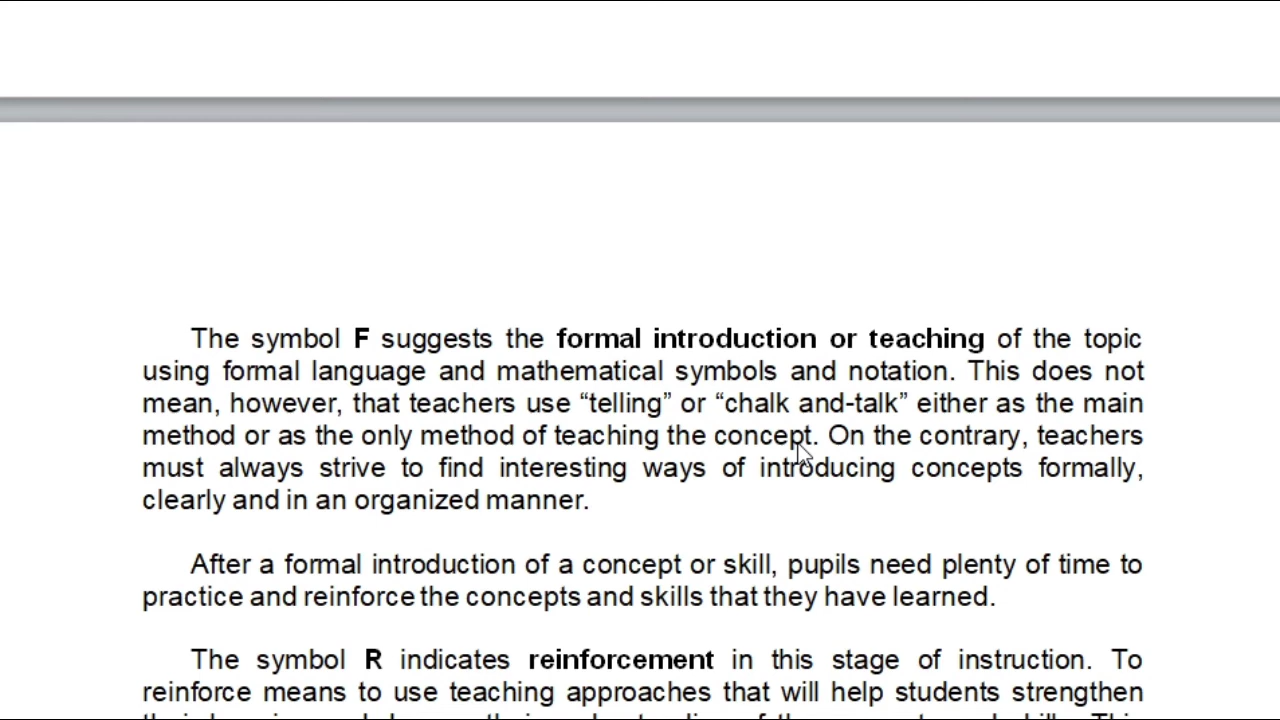 The symbol F suggests the formal introduction or teaching of the topic
using formal language and mathematical symbols and notation. This does not
mean, however, that teachers use “telling” or “chalk and-talk” either as the main
method or as the only method of teaching the concept. On the contrary, teachers
must always strive to find interesting ways of introducing concepts formally,
clearly and in an organized manner.
After a formal introduction of a concept or skill, pupils need plenty of time to
practice and reinforce the concepts and skills that they have learned.
The symbol R indicates reinforcement in this stage of instruction. To
reinforce means to use teaching approaches that will help students strengthen